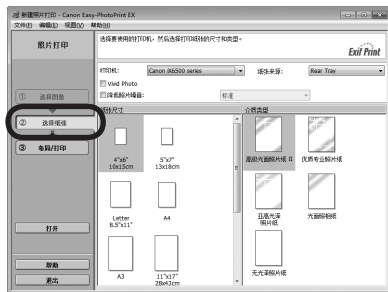 新建照片打印 - Canon Easy-PhotoPrint EX
文件(F) 编辑(E) 视图(V) 帮助(H)
照片打印
选择要使用的打印机，然后选择打印纸张的尺寸和类型。
Exif Print
打印机: Canon iX6500 series 纸张来源: Rear Tray
Vivid Photo
降低照片噪音: 标准
① 选择图像
② 选择纸张
③ 布局/打印
纸张尺寸 介质类型
4"x6" 10x15cm
5"x7" 13x18cm
Letter 8.5"x11"
A4
A3
11"x17" 28x43cm
高级光面照片纸 II
优质专业照片纸
亚高光泽照片纸
光面照相纸
无光泽照片纸
打开
帮助
退出